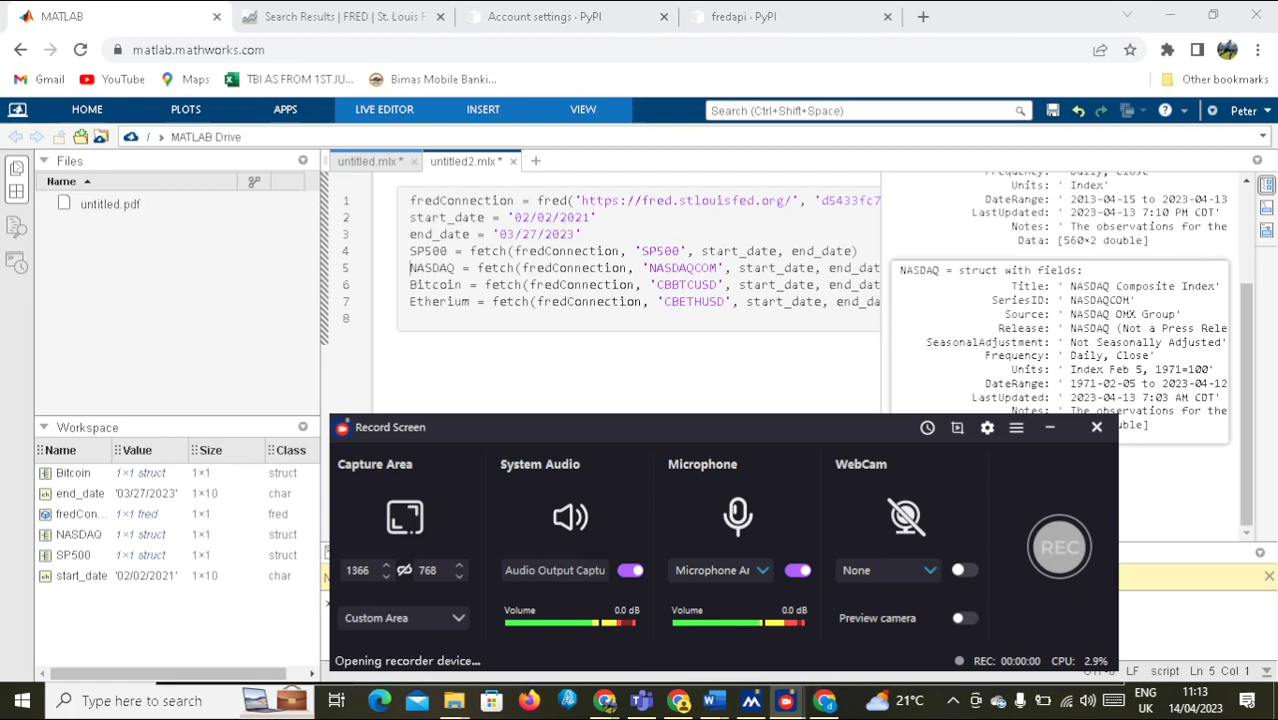 MATLAB
Search Results | FRED | St. Louis F
Account settings · PyPI
fredapi · PyPI
matlab.mathworks.com
Gmail YouTube Maps TBI AS FROM 1ST JU... Bimas Mobile Banki... Other bookmarks
HOME PLOTS APPS LIVE EDITOR INSERT VIEW Search (Ctrl+Shift+Space) Peter
/ MATLAB Drive
Files
Name
untitled.pdf
untitled.mlx * untitled2.mlx *
1 fredConnection = fred('https://fred.stlouisfed.org/', 'd5433fc7
2 start_date = '02/02/2021'
3 end_date = '03/27/2023'
4 SP500 = fetch(fredConnection, 'SP500', start_date, end_date)
5 NASDAQ = fetch(fredConnection, 'NASDAQCOM', start_date, end_dat
6 Bitcoin = fetch(fredConnection, 'CBBTCUSD', start_date, end_da
7 Etherium = fetch(fredConnection, 'CBETHUSD', start_date, end_da
8
Frequency: ' Daily, Close'
Units: ' Index'
DateRange: ' 2013-04-15 to 2023-04-13
LastUpdated: ' 2023-04-13 7:10 PM CDT'
Notes: ' The observations for the
Data: [560×2 double]
NASDAQ = struct with fields:
Title: ' NASDAQ Composite Index'
SeriesID: ' NASDAQCOM'
Source: ' NASDAQ OMX Group'
Release: ' NASDAQ (Not a Press Rele
SeasonalAdjustment: ' Not Seasonally Adjusted'
Frequency: ' Daily, Close'
Units: ' Index Feb 5, 1971=100'
DateRange: ' 1971-02-05 to 2023-04-12
LastUpdated: ' 2023-04-13 7:03 AM CDT'
Notes: ' The observations for the
Workspace
Name Value Size Class
Bitcoin 1×1 struct 1×1 struct
end_date '03/27/2023' 1×10 char
fredCon... 1×1 fred 1×1 fred
NASDAQ 1×1 struct 1×1 struct
SP500 1×1 struct 1×1 struct
start_date '02/02/2021' 1×10 char
Record Screen
Capture Area System Audio Microphone WebCam
REC
1366 768 Audio Output Captu Microphone Ar None
Custom Area Volume 0.0 dB Volume 0.0 dB Preview camera
Opening recorder device... REC: 00:00:00 CPU: 2.9%
LF script Ln 5 Col 1
Type here to search 21°C ENG UK 11:13 14/04/2023